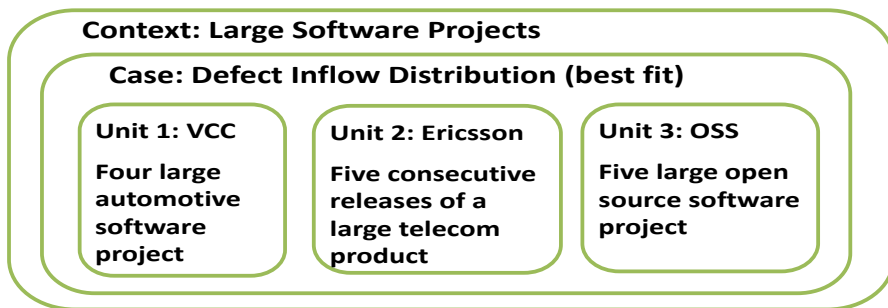 Context: Large Software Projects
Case: Defect Inflow Distribution (best fit)
Unit 1: VCC
Four large
automotive
software
project
Unit 2: Ericsson
Five consecutive
releases of a
large telecom
product
Unit 3: OSS
Five large open
source software
project